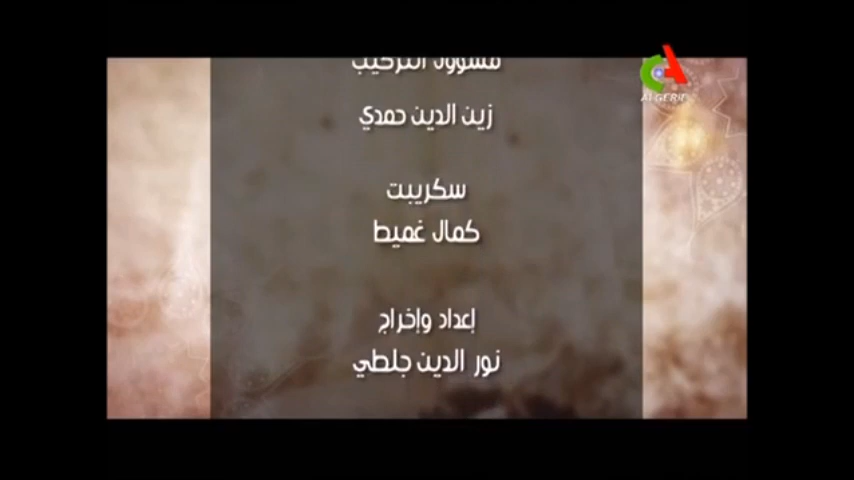 مسؤول التركيب
ALGERIE
زين الدين حمدي
سكريبت
كمال غميط
إعداد وإخراج
نور الدين جلطي